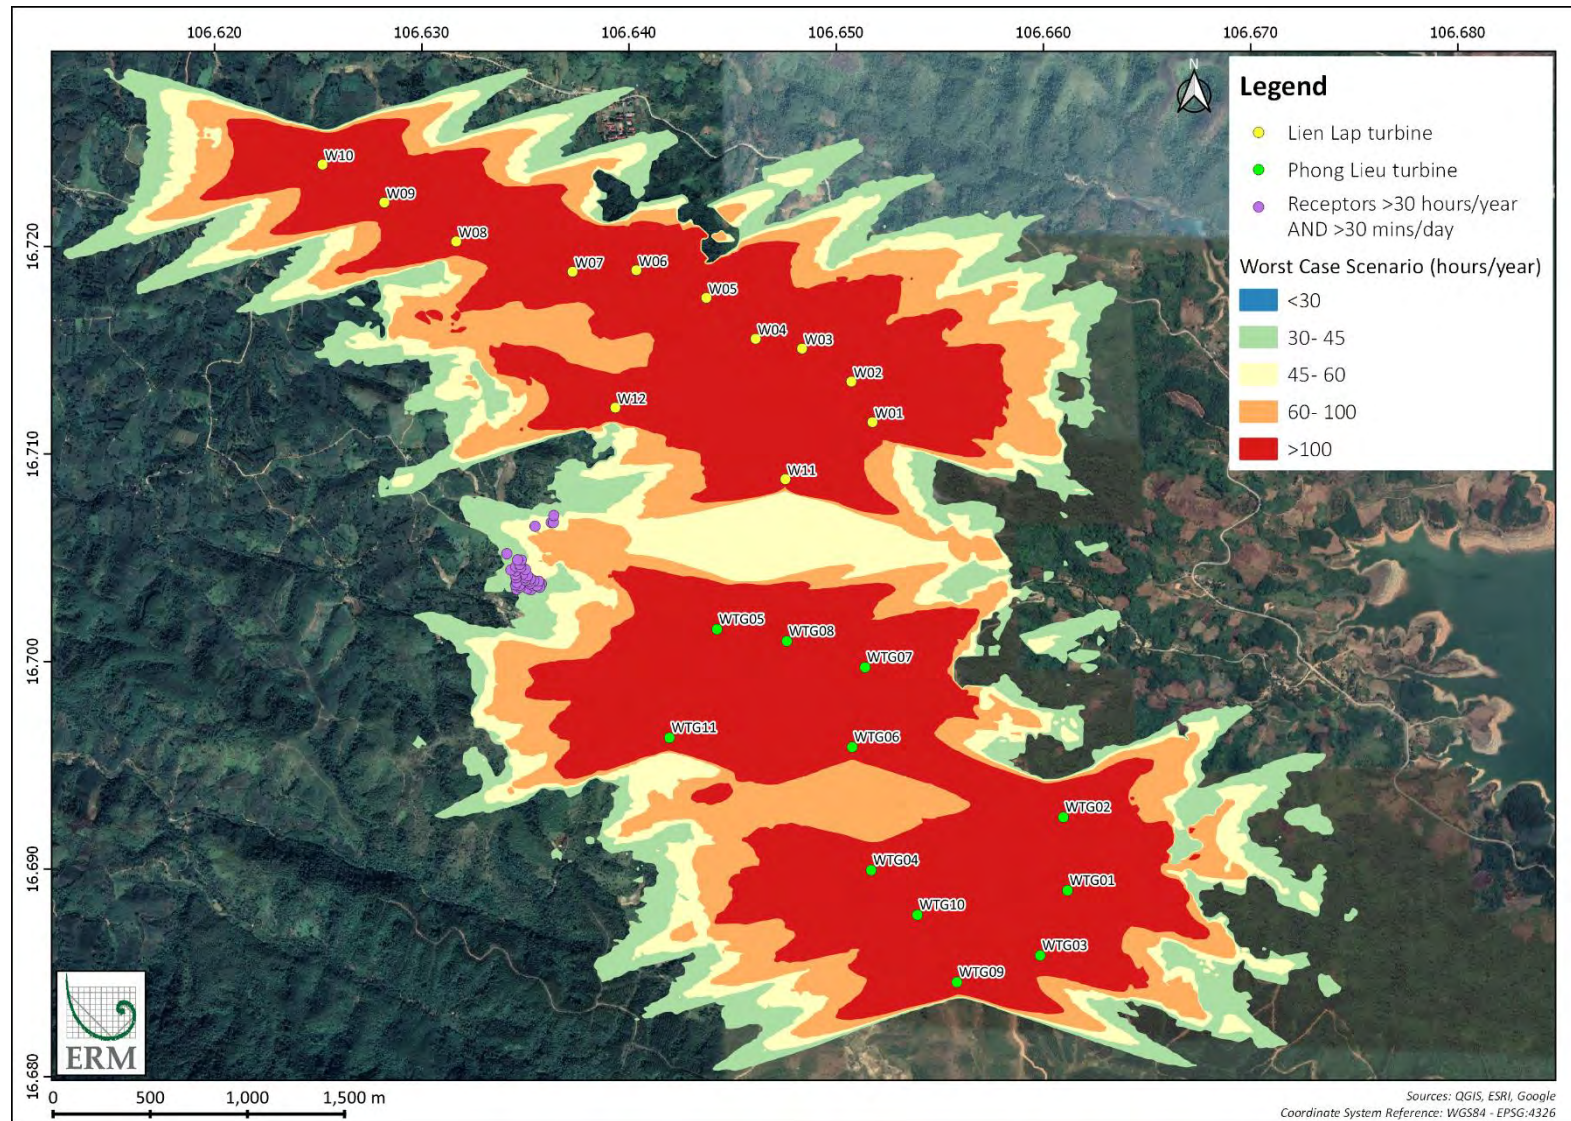 106.620
106.630
106.640
106.650
106.660
106.670
106.680
N
Legend
Lien Lap turbine
Phong Lieu turbine
Receptors >30 hours/year
AND >30 mins/day
Worst Case Scenario (hours/year)
<30
30- 45
45- 60
60- 100
>100
16.720
16.710
16.700
16.690
16.680
W10
W09
W08
W07
W06
W05
W04
W03
W02
W12
W01
W11
WTG05
WTG08
WTG07
WTG11
WTG06
WTG02
WTG04
WTG01
WTG10
WTG03
WTG09
ERM
0
500
1,000
1,500 m
Sources: QGIS, ESRI, Google
Coordinate System Reference: WGS84 - EPSG:4326